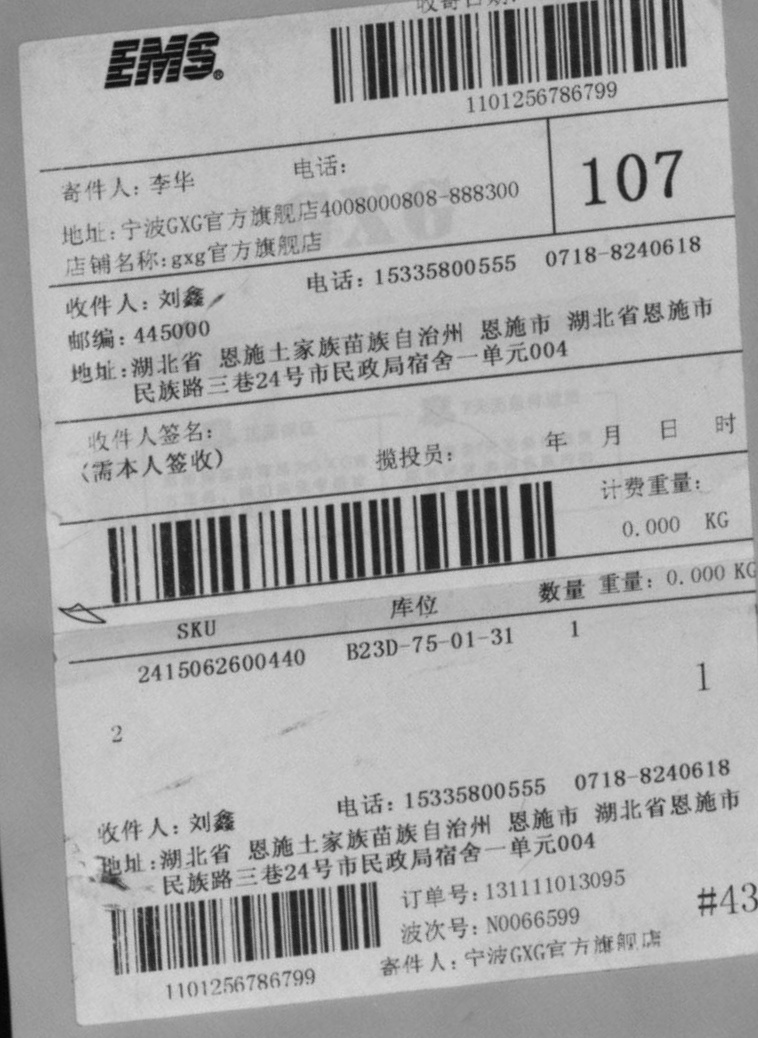 收寄日期:
EMS®
1101256786799
寄件人: 李华 电话:
107
地址: 宁波GXG官方旗舰店4008000808-888300
店铺名称: gxg官方旗舰店
收件人: 刘鑫 电话: 15335800555 0718-8240618
邮编: 445000
地址: 湖北省 恩施土家族苗族自治州 恩施市 湖北省恩施市
民族路三巷24号市民政局宿舍一单元004
收件人签名:
(需本人签收) 揽投员: 年 月 日 时
计费重量:
0.000 KG
SKU 库位 数量 重量: 0.000 KG
2415062600440 B23D-75-01-31 1
1
2
收件人: 刘鑫 电话: 15335800555 0718-8240618
地址: 湖北省 恩施土家族苗族自治州 恩施市 湖北省恩施市
民族路三巷24号市民政局宿舍一单元004
订单号: 131111013095
波次号: N0066599
#43
寄件人: 宁波GXG官方旗舰店
1101256786799